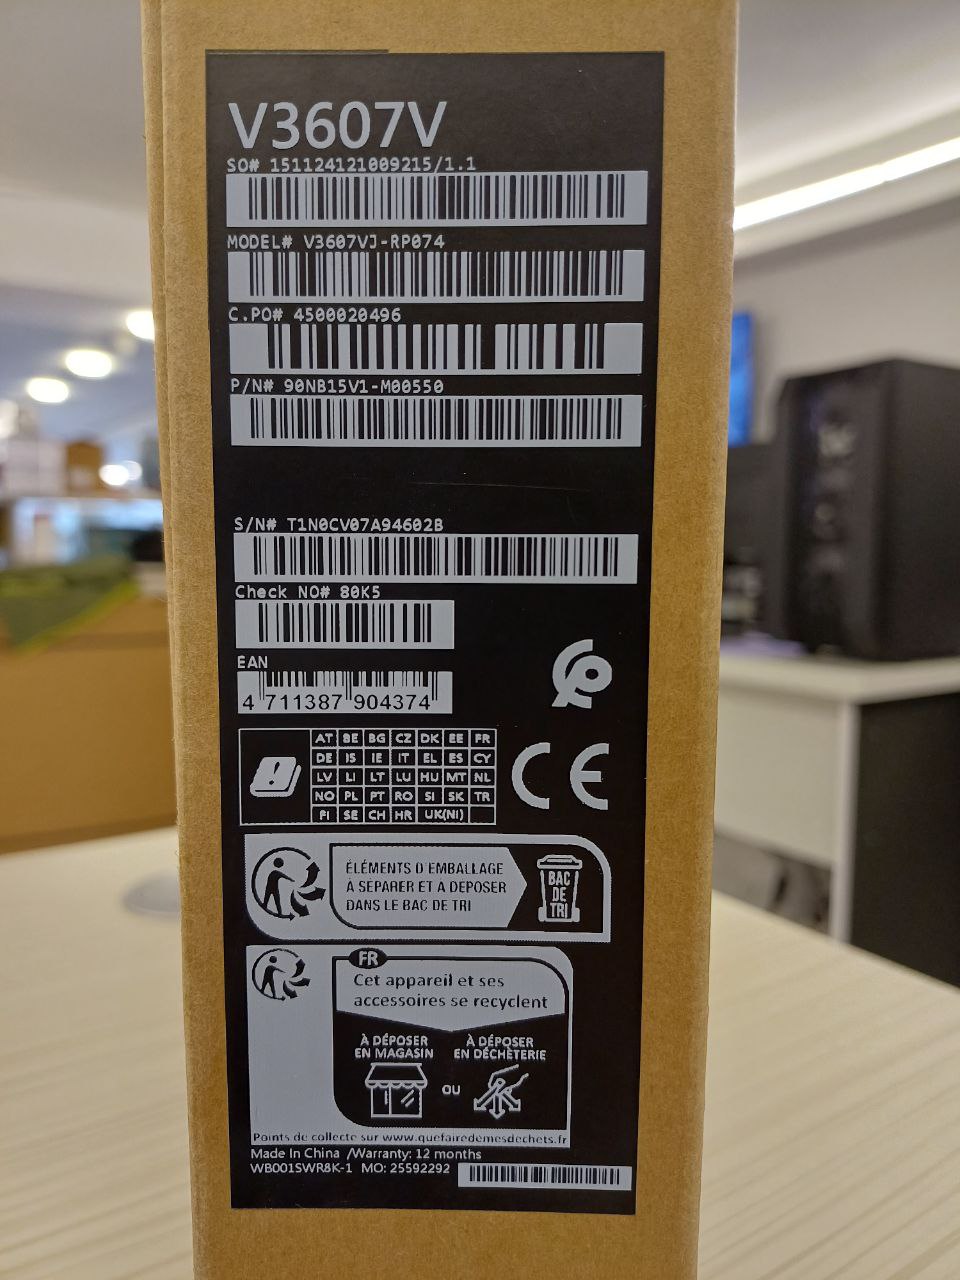 V3607V
SO# 151124121009215/1.1
MODEL# V3607VJ-RP074
C.PO# 4500020496
P/N# 90NB15V1-M00550
S/N# T1N0CV07A94602B
Check NO# 80K5
EAN
4 711387 904374
AT BE BG CZ DK EE FR
DE IS IE IT EL ES CY
LV LI LT LU HU MT NL
NO PL PT RO SI SK TR
FI SE CH HR UK(NI)
CE
ÉLÉMENTS D'EMBALLAGE
À SEPARER ET A DEPOSER
DANS LE BAC DE TRI
BAC
DE
TRI
FR
Cet appareil et ses
accessoires se recyclent
À DÉPOSER
EN MAGASIN
OU
À DÉPOSER
EN DÉCHÈTERIE
Points de collecte sur www.quefairedemesdechets.fr
Made In China /Warranty: 12 months
WB001SWR8K-1 MO: 25592292